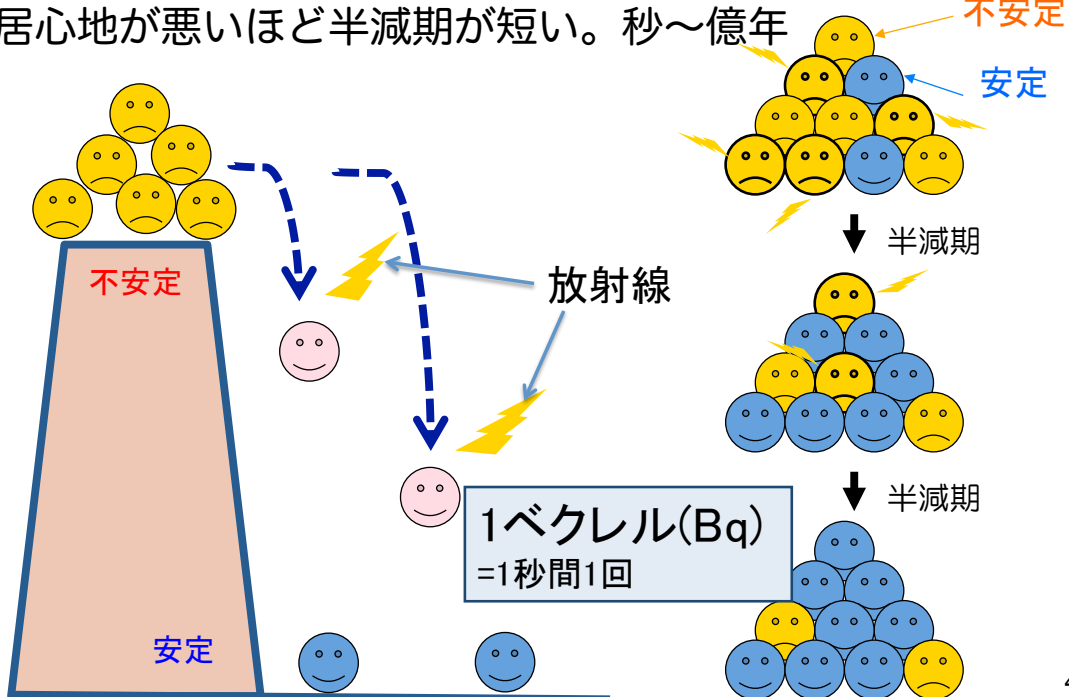 居心地が悪いほど半減期が短い。秒～億年
不安定
安定
不安定
半減期
放射線
半減期
1ベクレル(Bq)
=1秒間1回
安定